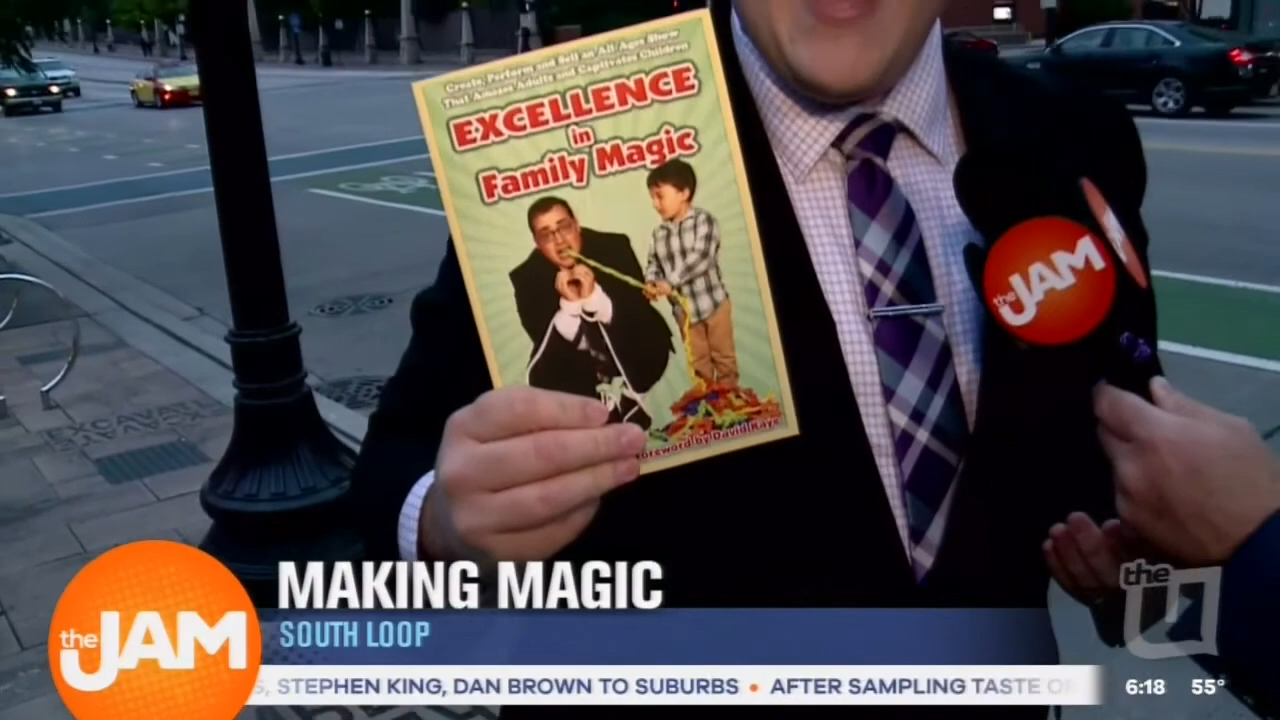 Create, Perform and Sell an All Ages Show
That Amazes Adults and Captivates Children
EXCELLENCE
in
Family Magic
Foreword by David Kaye
the JAM
EXCAVATI
MAKING MAGIC
SOUTH LOOP
the JAM
the U
S, STEPHEN KING, DAN BROWN TO SUBURBS • AFTER SAMPLING TASTE O
6:18 55°